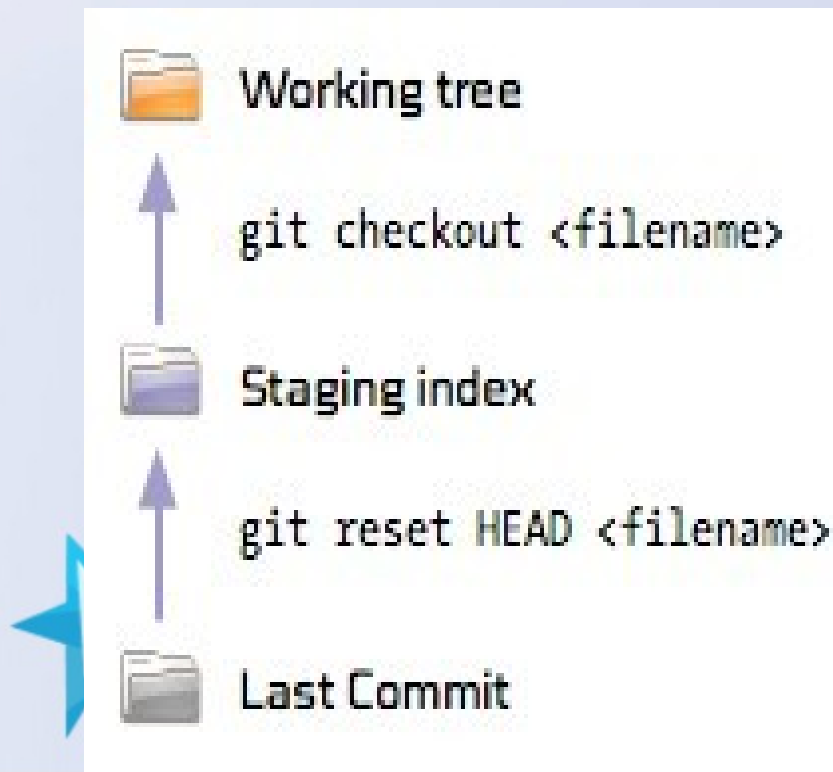 Working tree
git checkout <filename>
Staging index
git reset HEAD <filename>
Last Commit